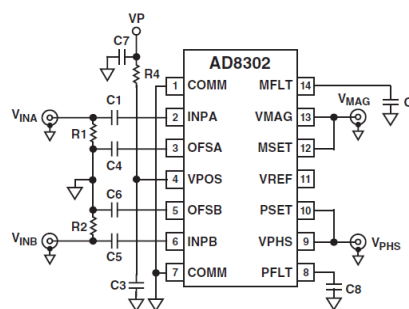 VP
C7
R4
AD8302
1 COMM MFLT 14
C1
VINA
2 INPA VMAG 13
VMAG
C
R1
3 OFSA MSET 12
C4
4 VPOS VREF 11
C6
5 OFSB PSET 10
R2
VINB
6 INPB VPHS 9
VPHS
C5
7 COMM PFLT 8
C3
C8